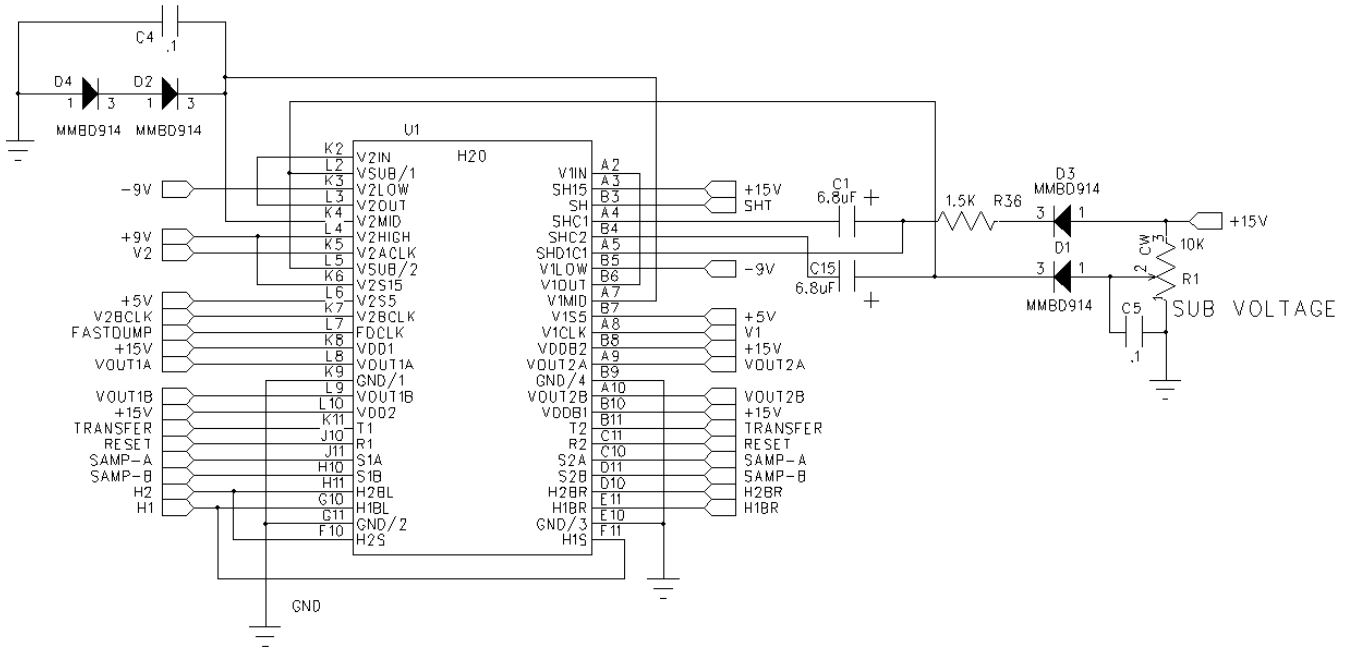 C4
.1
D4
1
3
MMBD914
D2
1
3
MMBD914
U1
H20
-9V
+9V
V2
+5V
V2BCLK
FASTDUMP
+15V
VOUT1A
VOUT1B
+15V
TRANSFER
RESET
SAMP-A
SAMP-B
H2
H1
K2 V2IN
L2 VSUB/1
K3 V2LOW
L3 V2OUT
K4 V2MID
L4 V2HIGH
K5 V2ACLK
L5 VSUB/2
K6 V2S15
L6 V2S5
K7 V2BCLK
L7 FDCLK
K8 VDD1
L8 VOUT1A
K9 GND/1
L9 VOUT1B
L10 VDD2
K11 T1
J10 R1
J11 S1A
H10 S1B
H11 H2BL
G10 H1BL
G11 GND/2
F10 H2S
V1IN A2
SH15 A3
SH B3
SHC1 A4
SHC2 B4
SHD1C1 A5
V1LOW B5
V1OUT B6
V1MID A7
V1S5 B7
V1CLK A8
VDDB2 B8
VOUT2A A9
GND/4 B9
VOUT2B A10
VDDB1 B10
T2 B11
R2 C11
S2A C10
S2B D11
H2BR D10
H1BR E11
GND/3 E10
H1S F11
+15V
SHT
-9V
+5V
V1
+15V
VOUT2A
VOUT2B
+15V
TRANSFER
RESET
SAMP-A
SAMP-B
H2BR
H1BR
C1
6.8uF +
C15
6.8uF
+
1.5K R36
D3
MMBD914
3
1
+15V
D1
3
1
MMBD914
CW
3
10K
2
R1
1
C5
.1
SUB VOLTAGE
GND